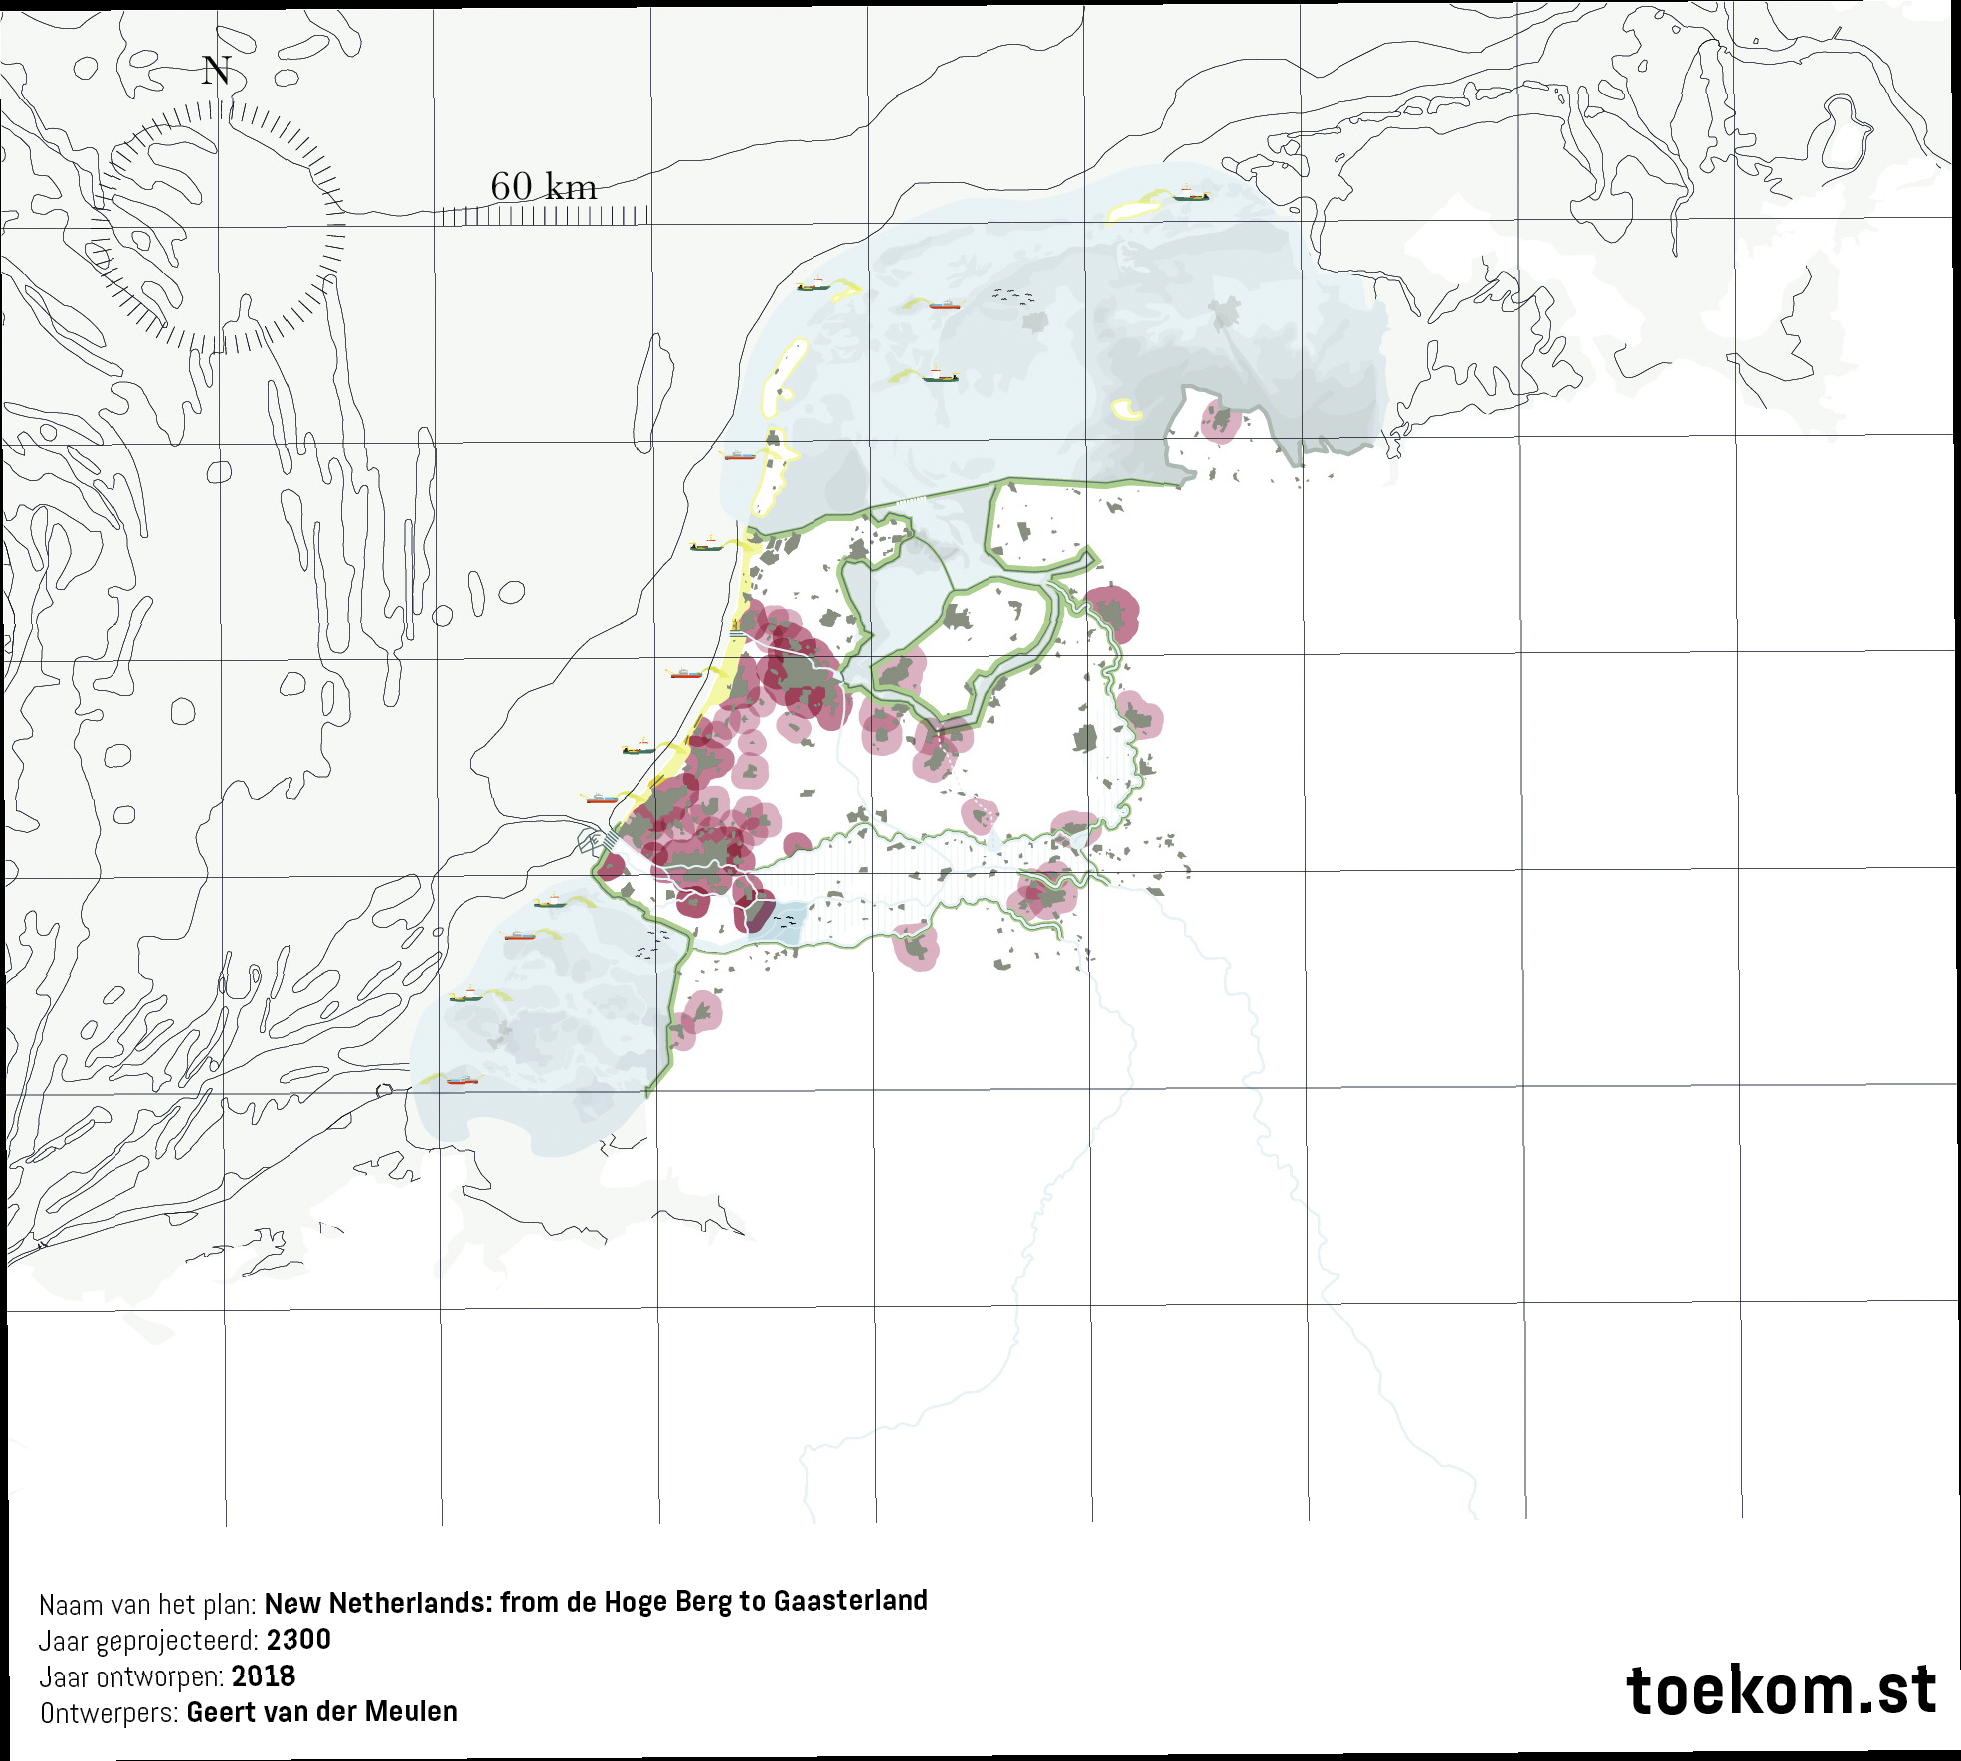 N
60 km
Naam van het plan: New Netherlands: from de Hoge Berg to Gaasterland
Jaar geprojecteerd: 2300
Jaar ontworpen: 2018
Ontwerpers: Geert van der Meulen
toekom.st